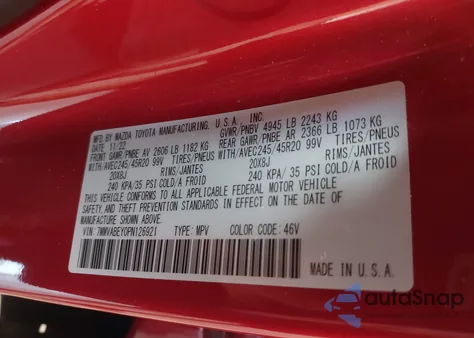 MFD. BY MAZDA TOYOTA MANUFACTURING, U.S.A., INC.
DATE: 11/22 GVWR/PNBV 4945 LB 2243 KG
FRONT GAWR/PNBE AV 2606 LB 1182 KG REAR GAWR/PNBE AR 2366 LB 1073 KG
WITH/AVEC245/45R20 99V TIRES/PNEUS WITH/AVEC245/45R20 99V TIRES/PNEUS
20X8J RIMS/JANTES 20X8J RIMS/JANTES
240 KPA/ 35 PSI COLD/A FROID 240 KPA/ 35 PSI COLD/A FROID
THIS VEHICLE CONFORMS TO ALL APPLICABLE FEDERAL MOTOR VEHICLE
SAFETY, AND THEFT PREVENTION STANDARDS IN EFFECT ON THE DATE OF
MANUFACTURE SHOWN ABOVE.
VIN: 7MMVABEY0PN126921 TYPE: MPV COLOR CODE: 46V
MADE IN U.S.A.
autoSnap